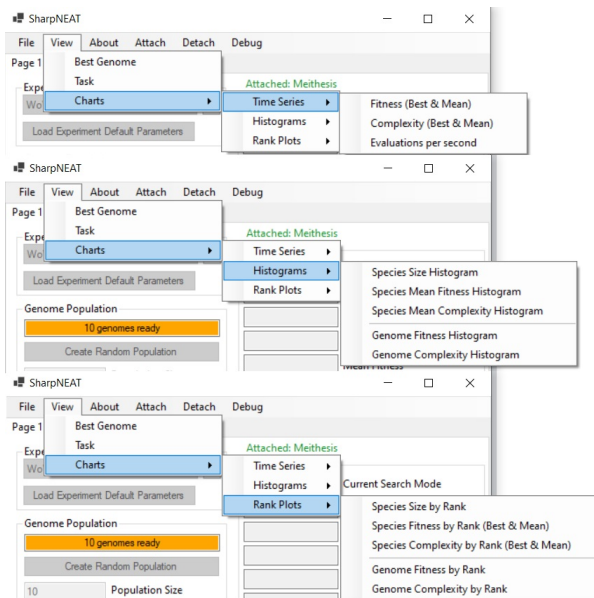 SharpNEAT
File View About Attach Detach Debug
Page 1
Best Genome
Task
Charts
Attached: Meithesis
Time Series
Histograms
Rank Plots
Fitness (Best & Mean)
Complexity (Best & Mean)
Evaluations per second
Expe
Wo
Load Experiment Default Parameters
SharpNEAT
File View About Attach Detach Debug
Page 1
Best Genome
Task
Charts
Attached: Meithesis
Time Series
Histograms
Rank Plots
Species Size Histogram
Species Mean Fitness Histogram
Species Mean Complexity Histogram
Genome Fitness Histogram
Genome Complexity Histogram
Expe
Wo
Load Experiment Default Parameters
Genome Population
10 genomes ready
Create Random Population
Mean Fitness
SharpNEAT
File View About Attach Detach Debug
Page 1
Best Genome
Task
Charts
Attached: Meithesis
Time Series
Histograms
Rank Plots
Current Search Mode
Species Size by Rank
Species Fitness by Rank (Best & Mean)
Species Complexity by Rank (Best & Mean)
Genome Fitness by Rank
Genome Complexity by Rank
Expe
Wo
Load Experiment Default Parameters
Genome Population
10 genomes ready
Create Random Population
10 Population Size